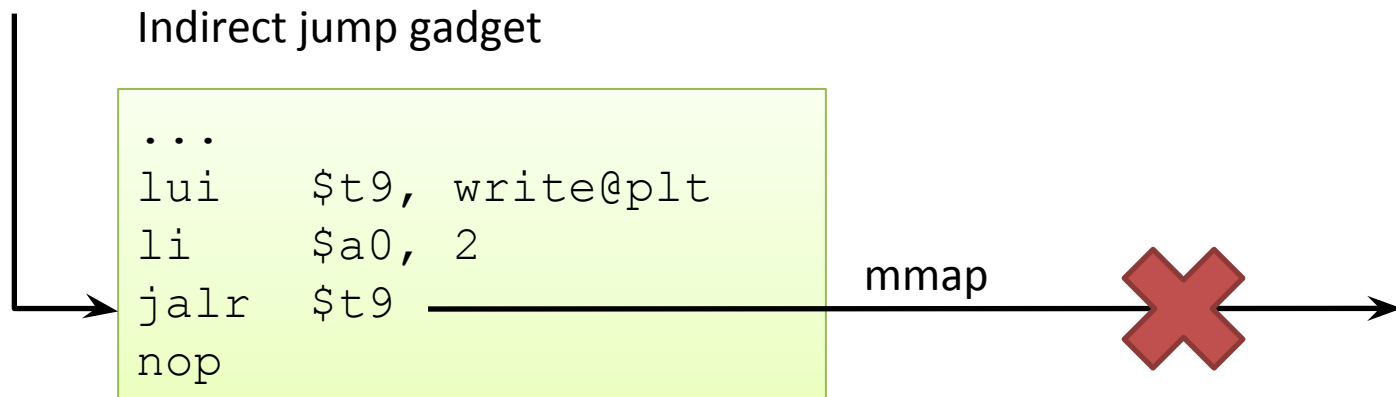 Indirect jump gadget
...
lui $t9, write@plt
li $a0, 2
jalr $t9
mmap
nop